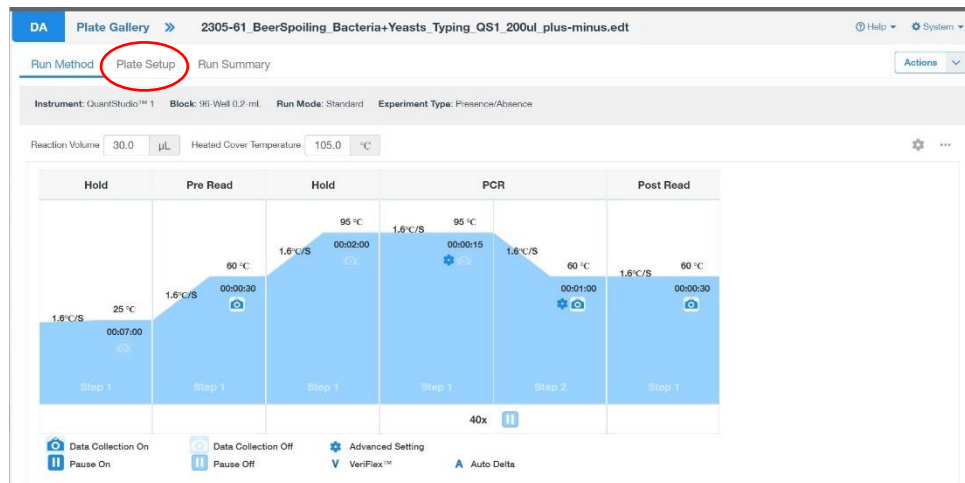 DA Plate Gallery >> 2305-61_BeerSpoiling_Bacteria+Yeasts_Typing_QS1_200ul_plus-minus.edt Help System
Run Method Plate Setup Run Summary Actions
Instrument: QuantStudio™ 1 Block: 96-Well 0.2-mL Run Mode: Standard Experiment Type: Presence/Absence
Reaction Volume 30.0 µL Heated Cover Temperature 105.0 °C
Hold Pre Read Hold PCR Post Read
95 °C 95 °C
1.6°C/S
1.6°C/S 00:02:00 00:00:15 1.6°C/S
60 °C 60 °C 60 °C
1.6°C/S
1.6°C/S 00:00:30 00:01:00 00:00:30
25 °C
1.6°C/S
00:07:00
Step 1 Step 1 Step 1 Step 1 Step 2 Step 1
40x
Data Collection On Data Collection Off Advanced Setting
Pause On Pause Off V VeriFlex™ A Auto Delta